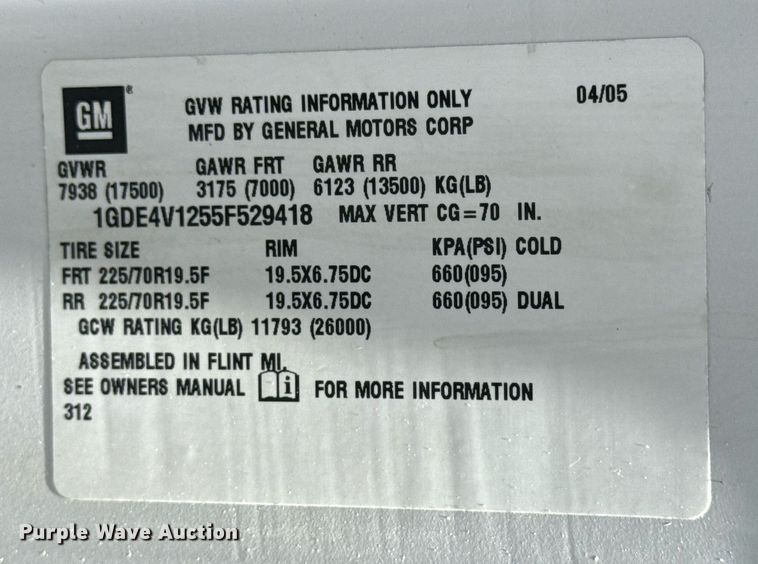 GM® GVW RATING INFORMATION ONLY 04/05
MFD BY GENERAL MOTORS CORP
GVWR GAWR FRT GAWR RR
7938 (17500) 3175 (7000) 6123 (13500) KG(LB)
1GDE4V1255F529418 MAX VERT CG=70 IN.
TIRE SIZE RIM KPA(PSI) COLD
FRT 225/70R19.5F 19.5X6.75DC 660(095)
RR 225/70R19.5F 19.5X6.75DC 660(095) DUAL
GCW RATING KG(LB) 11793 (26000)
ASSEMBLED IN FLINT MI.
SEE OWNERS MANUAL i FOR MORE INFORMATION
312
Purple Wave Auction